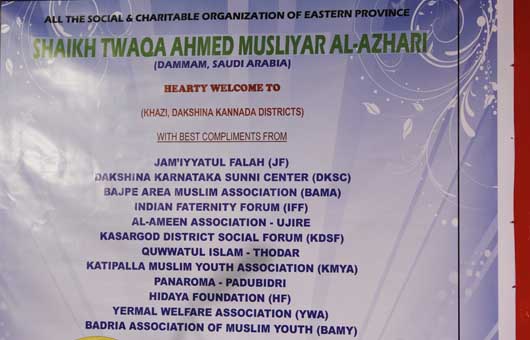 ALL THE SOCIAL & CHARITABLE ORGANIZATION OF EASTERN PROVINCE
SHAIKH TWAQA AHMED MUSLIYAR AL-AZHARI
(DAMMAM, SAUDI ARABIA)
HEARTY WELCOME TO
(KHAZI, DAKSHINA KANNADA DISTRICTS)
WITH BEST COMPLIMENTS FROM
JAM'IYYATUL FALAH (JF)
DAKSHINA KARNATAKA SUNNI CENTER (DKSC)
BAJPE AREA MUSLIM ASSOCIATION (BAMA)
INDIAN FATERNITY FORUM (IFF)
AL-AMEEN ASSOCIATION - UJIRE
KASARGOD DISTRICT SOCIAL FORUM (KDSF)
QUWWATUL ISLAM - THODAR
KATIPALLA MUSLIM YOUTH ASSOCIATION (KMYA)
PANAROMA - PADUBIDRI
HIDAYA FOUNDATION (HF)
YERMAL WELFARE ASSOCIATION (YWA)
BADRIA ASSOCIATION OF MUSLIM YOUTH (BAMY)